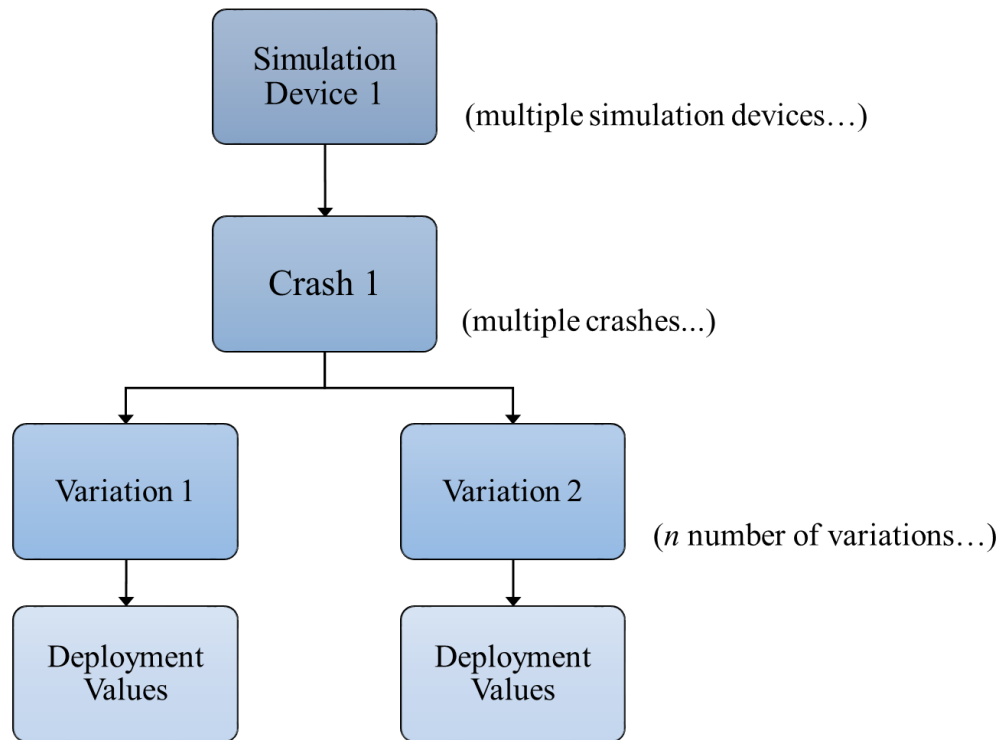 Simulation
Device 1
(multiple simulation devices…)
Crash 1
(multiple crashes...)
Variation 1
Variation 2
(n number of variations…)
Deployment
Values
Deployment
Values